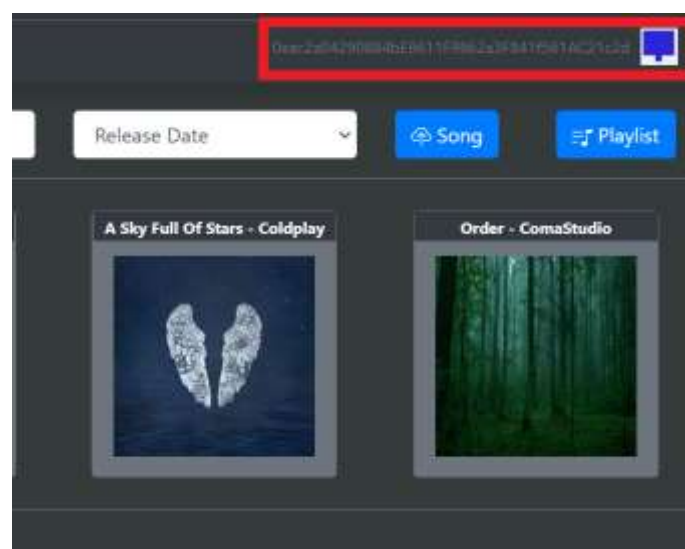 Release Date
Song
Playlist
A Sky Full Of Stars - Coldplay
Order - ComaStudio